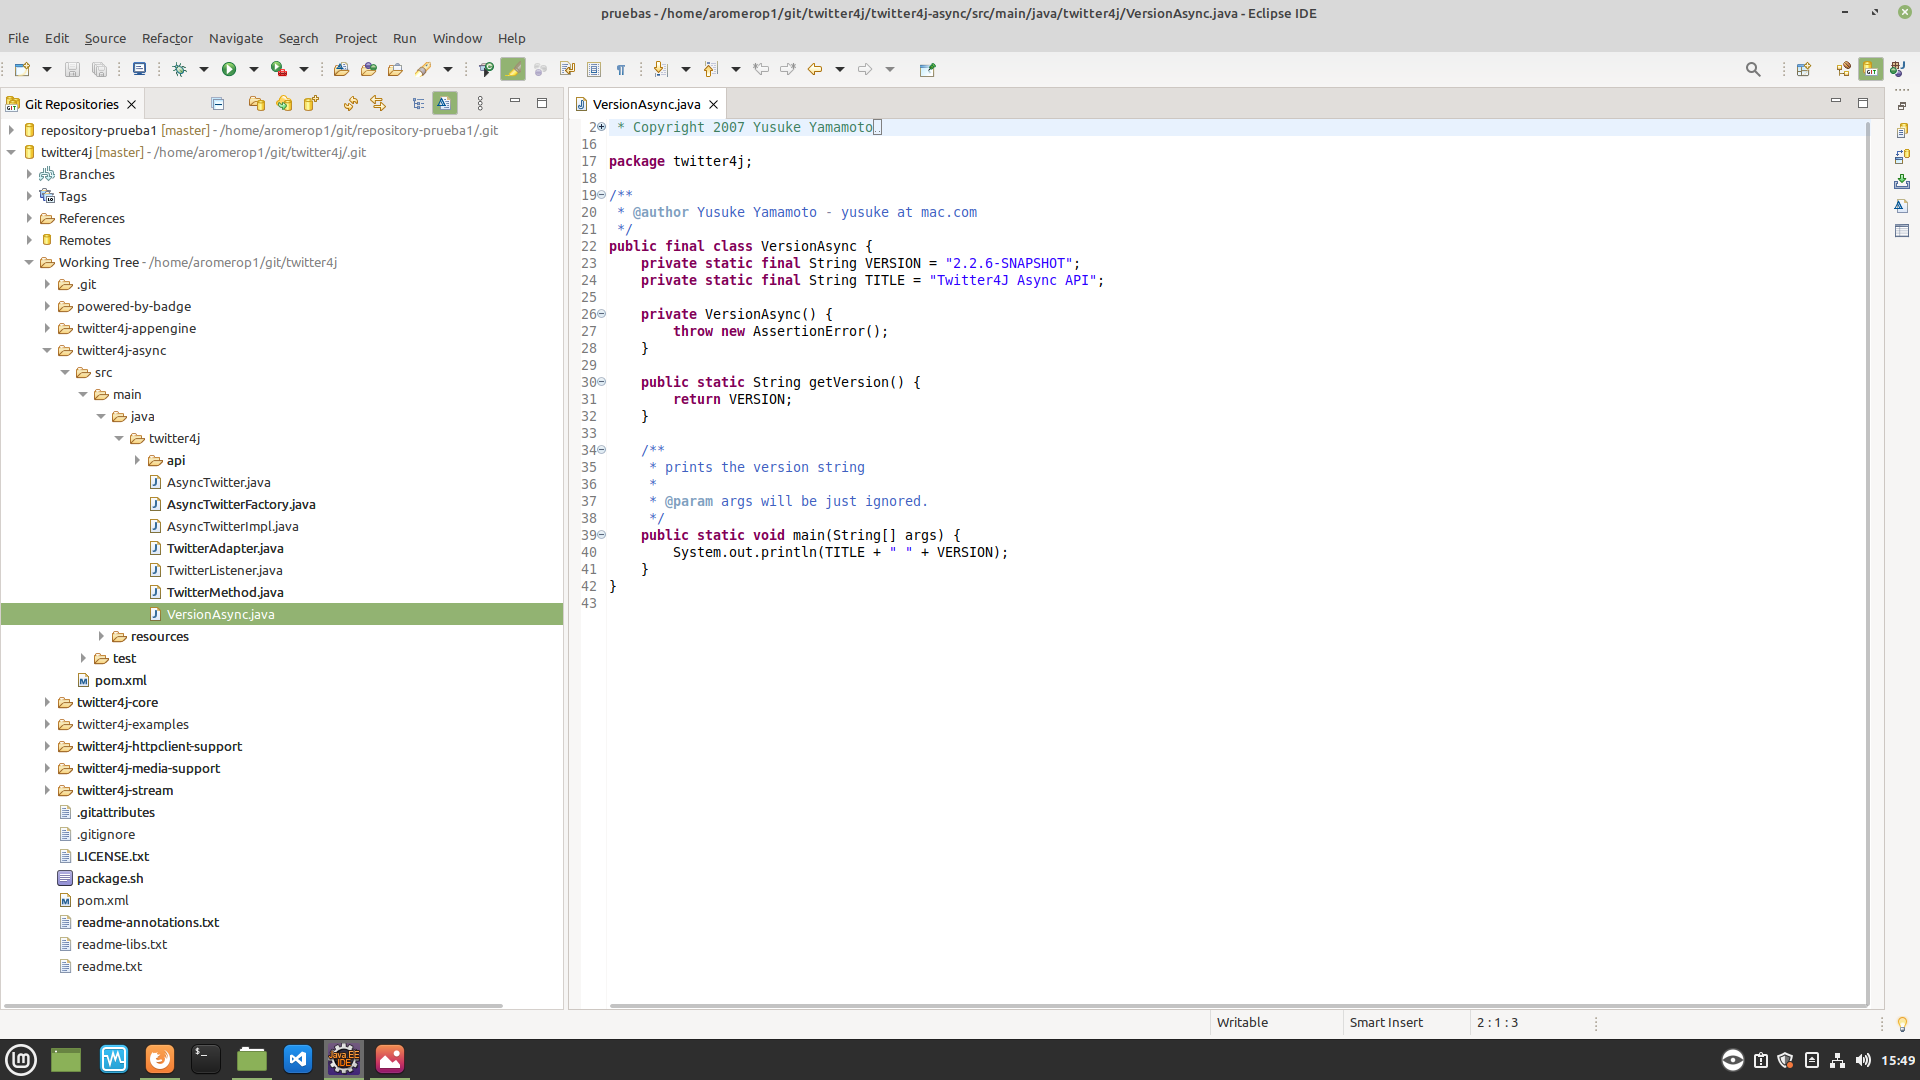 pruebas - /home/aromerop1/git/twitter4j/twitter4j-async/src/main/java/twitter4j/VersionAsync.java - Eclipse IDE
File Edit Source Refactor Navigate Search Project Run Window Help
Git Repositories
repository-prueba1 [master] - /home/aromerop1/git/repository-prueba1/.git
twitter4j [master] - /home/aromerop1/git/twitter4j/.git
Branches
Tags
References
Remotes
Working Tree - /home/aromerop1/git/twitter4j
.git
powered-by-badge
twitter4j-appengine
twitter4j-async
src
main
java
twitter4j
api
AsyncTwitter.java
AsyncTwitterFactory.java
AsyncTwitterImpl.java
TwitterAdapter.java
TwitterListener.java
TwitterMethod.java
VersionAsync.java
resources
test
pom.xml
twitter4j-core
twitter4j-examples
twitter4j-httpclient-support
twitter4j-media-support
twitter4j-stream
.gitattributes
.gitignore
LICENSE.txt
package.sh
pom.xml
readme-annotations.txt
readme-libs.txt
readme.txt
VersionAsync.java
2 * Copyright 2007 Yusuke Yamamoto
16
17 package twitter4j;
18
19 /**
20 * @author Yusuke Yamamoto - yusuke at mac.com
21 */
22 public final class VersionAsync {
23 private static final String VERSION = "2.2.6-SNAPSHOT";
24 private static final String TITLE = "Twitter4J Async API";
25
26 private VersionAsync() {
27 throw new AssertionError();
28 }
29
30 public static String getVersion() {
31 return VERSION;
32 }
33
34 /**
35 * prints the version string
36 *
37 * @param args will be just ignored.
38 */
39 public static void main(String[] args) {
40 System.out.println(TITLE + " " + VERSION);
41 }
42 }
43
Writable Smart Insert 2 : 1 : 3
Java EE
IDE
15:49